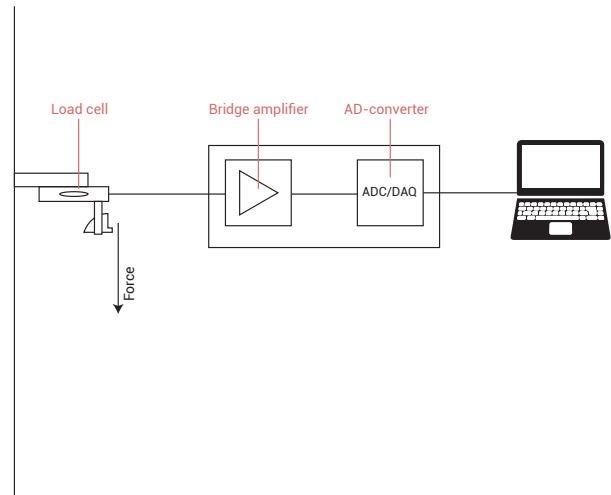 Load cell
Bridge amplifier
AD-converter
ADC/DAQ
Force